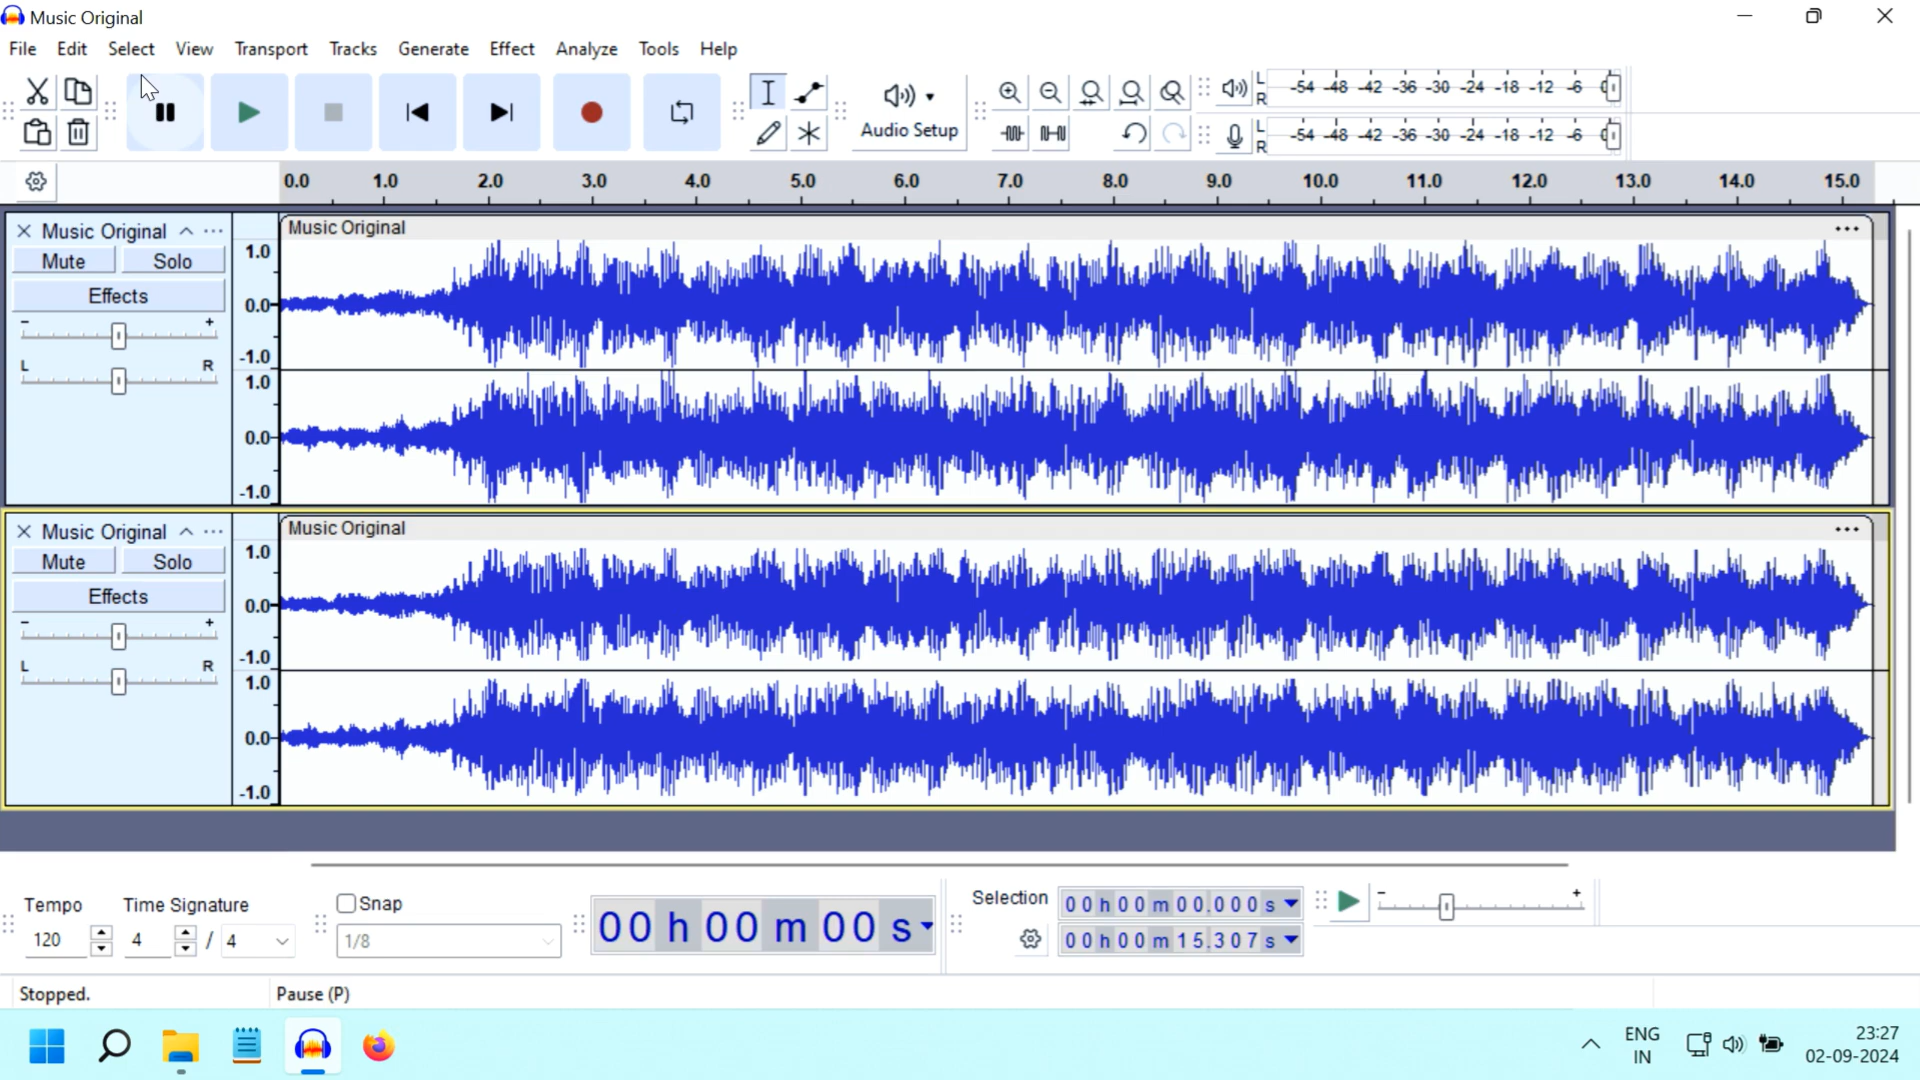 Music Original
File Edit Select View Transport Tracks Generate Effect Analyze Tools Help
Audio Setup
L R -54 -48 -42 -36 -30 -24 -18 -12 -6 0
L R -54 -48 -42 -36 -30 -24 -18 -12 -6 0
0.0 1.0 2.0 3.0 4.0 5.0 6.0 7.0 8.0 9.0 10.0 11.0 12.0 13.0 14.0 15.0
Music Original
Mute Solo
Effects
- +
L R
1.0
0.0
-1.0
1.0
0.0
-1.0
Music Original
Music Original
Mute Solo
Effects
- +
L R
1.0
0.0
-1.0
1.0
0.0
-1.0
Music Original
Tempo
120
Time Signature
4 / 4
Snap
1/8
00 h 00 m 00 s
Selection
00 h 00 m 00.000 s
00 h 00 m 15.307 s
- +
Stopped.
Pause (P)
ENG
IN
23:27
02-09-2024